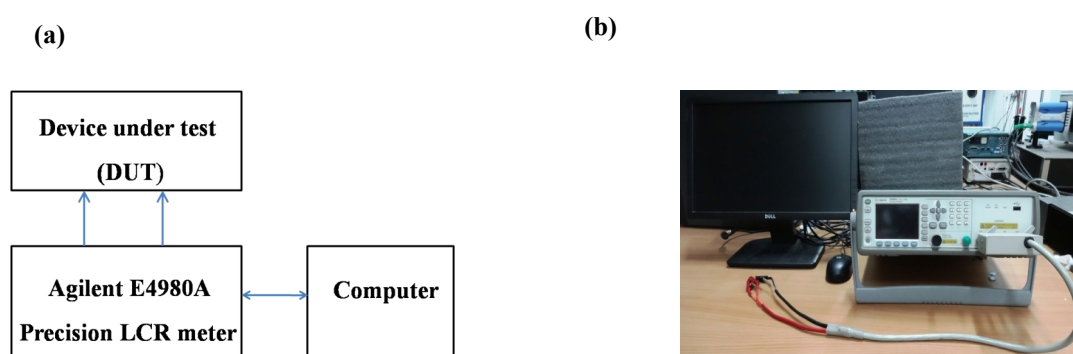 (a)
(b)
Device under test
(DUT)
Agilent E4980A
Precision LCR meter
Computer
DELL